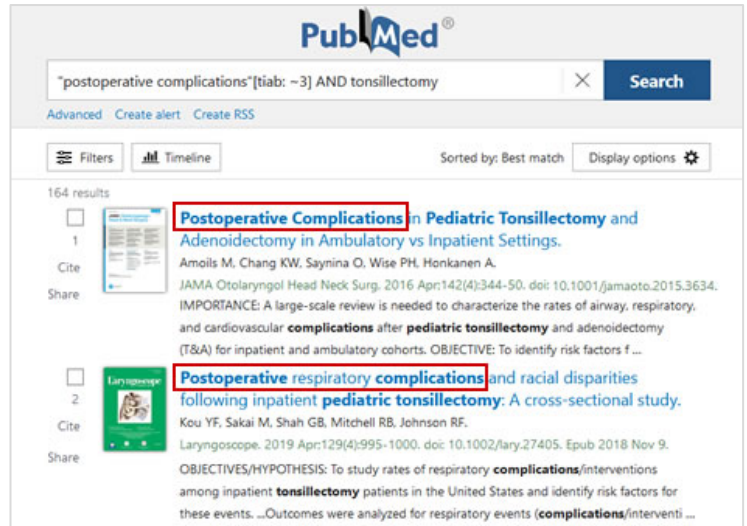 PubMed®
"postoperative complications"[tiab: ~3] AND tonsillectomy
Search
Advanced Create alert Create RSS
Filters
Timeline
Sorted by: Best match
Display options
164 results
Postoperative Complications in Pediatric Tonsillectomy and
1
Adenoidectomy in Ambulatory vs Inpatient Settings.
Cite
Amoils M, Chang KW, Saynina O, Wise PH, Honkanen A.
Share
JAMA Otolaryngol Head Neck Surg. 2016 Apr:142(4):344-50. doi: 10.1001/jamaoto.2015.3634.
IMPORTANCE: A large-scale review is needed to characterize the rates of airway, respiratory,
and cardiovascular complications after pediatric tonsillectomy and adenoidectomy
(T&A) for inpatient and ambulatory cohorts. OBJECTIVE: To identify risk factors f ...
Postoperative respiratory complications and racial disparities
2
following inpatient pediatric tonsillectomy: A cross-sectional study.
Cite
Kou YF, Sakai M, Shah GB, Mitchell RB, Johnson RF.
Share
Laryngoscope. 2019 Apr:129(4):995-1000. doi: 10.1002/lary.27405. Epub 2018 Nov 9.
OBJECTIVES/HYPOTHESIS: To study rates of respiratory complications/interventions
among inpatient tonsillectomy patients in the United States and identify risk factors for
these events. ...Outcomes were analyzed for respiratory events (complications/interventi ...
Laryngoscope